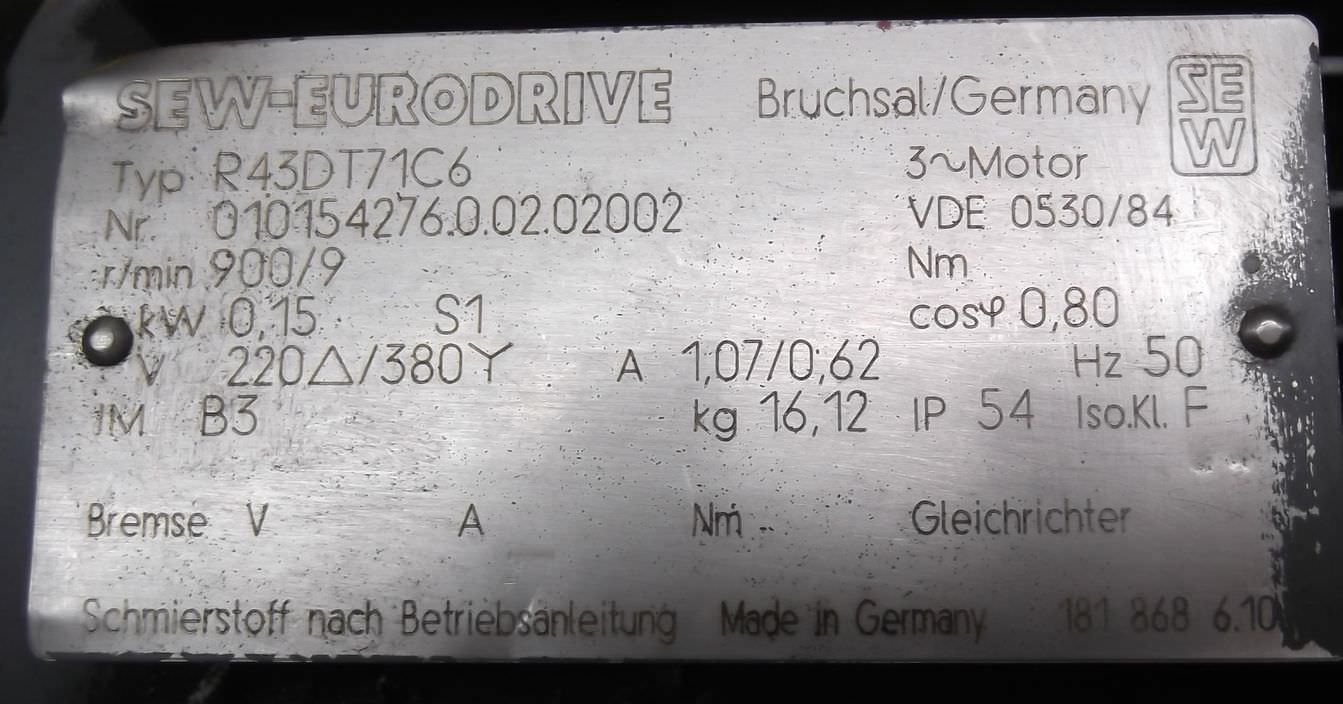 SEW-EURODRIVE Bruchsal/Germany SEW
Typ R43DT71C6 3~Motor
Nr. 010154276.0.02.02002 VDE 0530/84
r/min 900/9 Nm
kW 0,15 S1 cosφ 0,80
V 220△/380Y A 1,07/0,62 Hz 50
IM B3 kg 16,12 IP 54 Iso.Kl. F
Bremse V A Nm Gleichrichter
Schmierstoff nach Betriebsanleitung Made in Germany 181 868 6.10